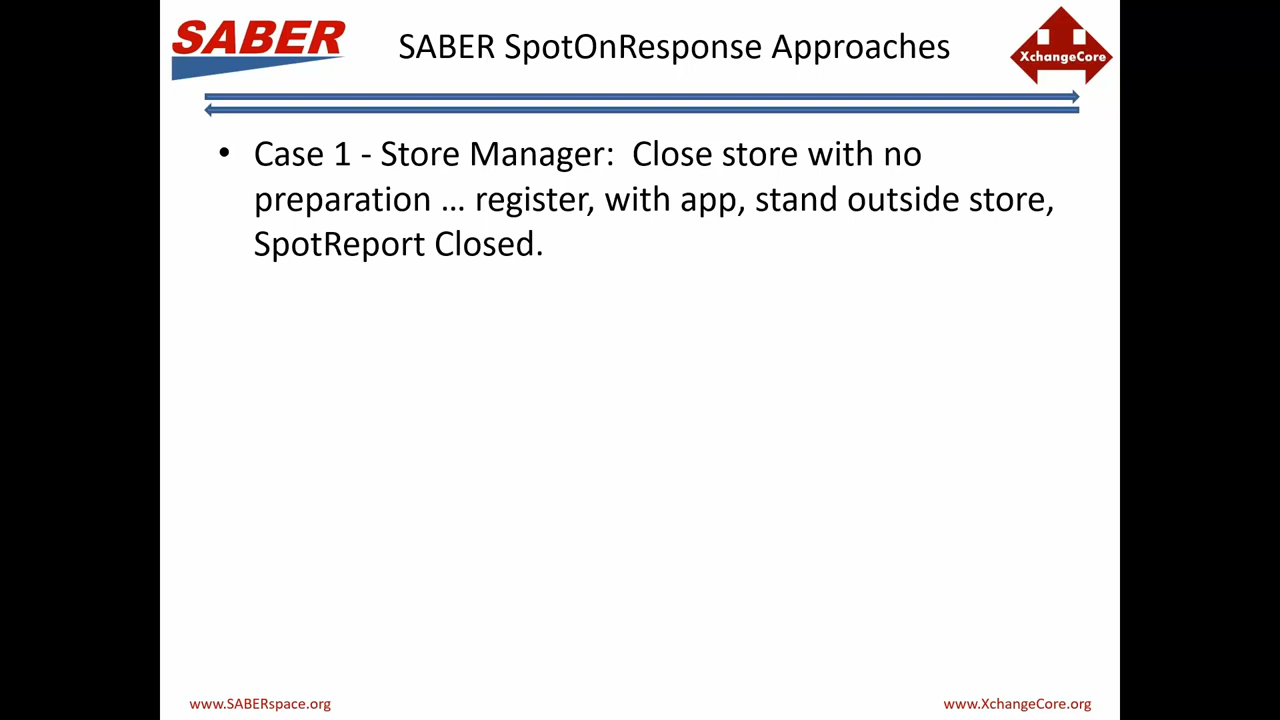 SABER
SABER SpotOnResponse Approaches
XchangeCore
• Case 1 - Store Manager:  Close store with no
preparation … register, with app, stand outside store,
SpotReport Closed.
www.SABERspace.org
www.XchangeCore.org